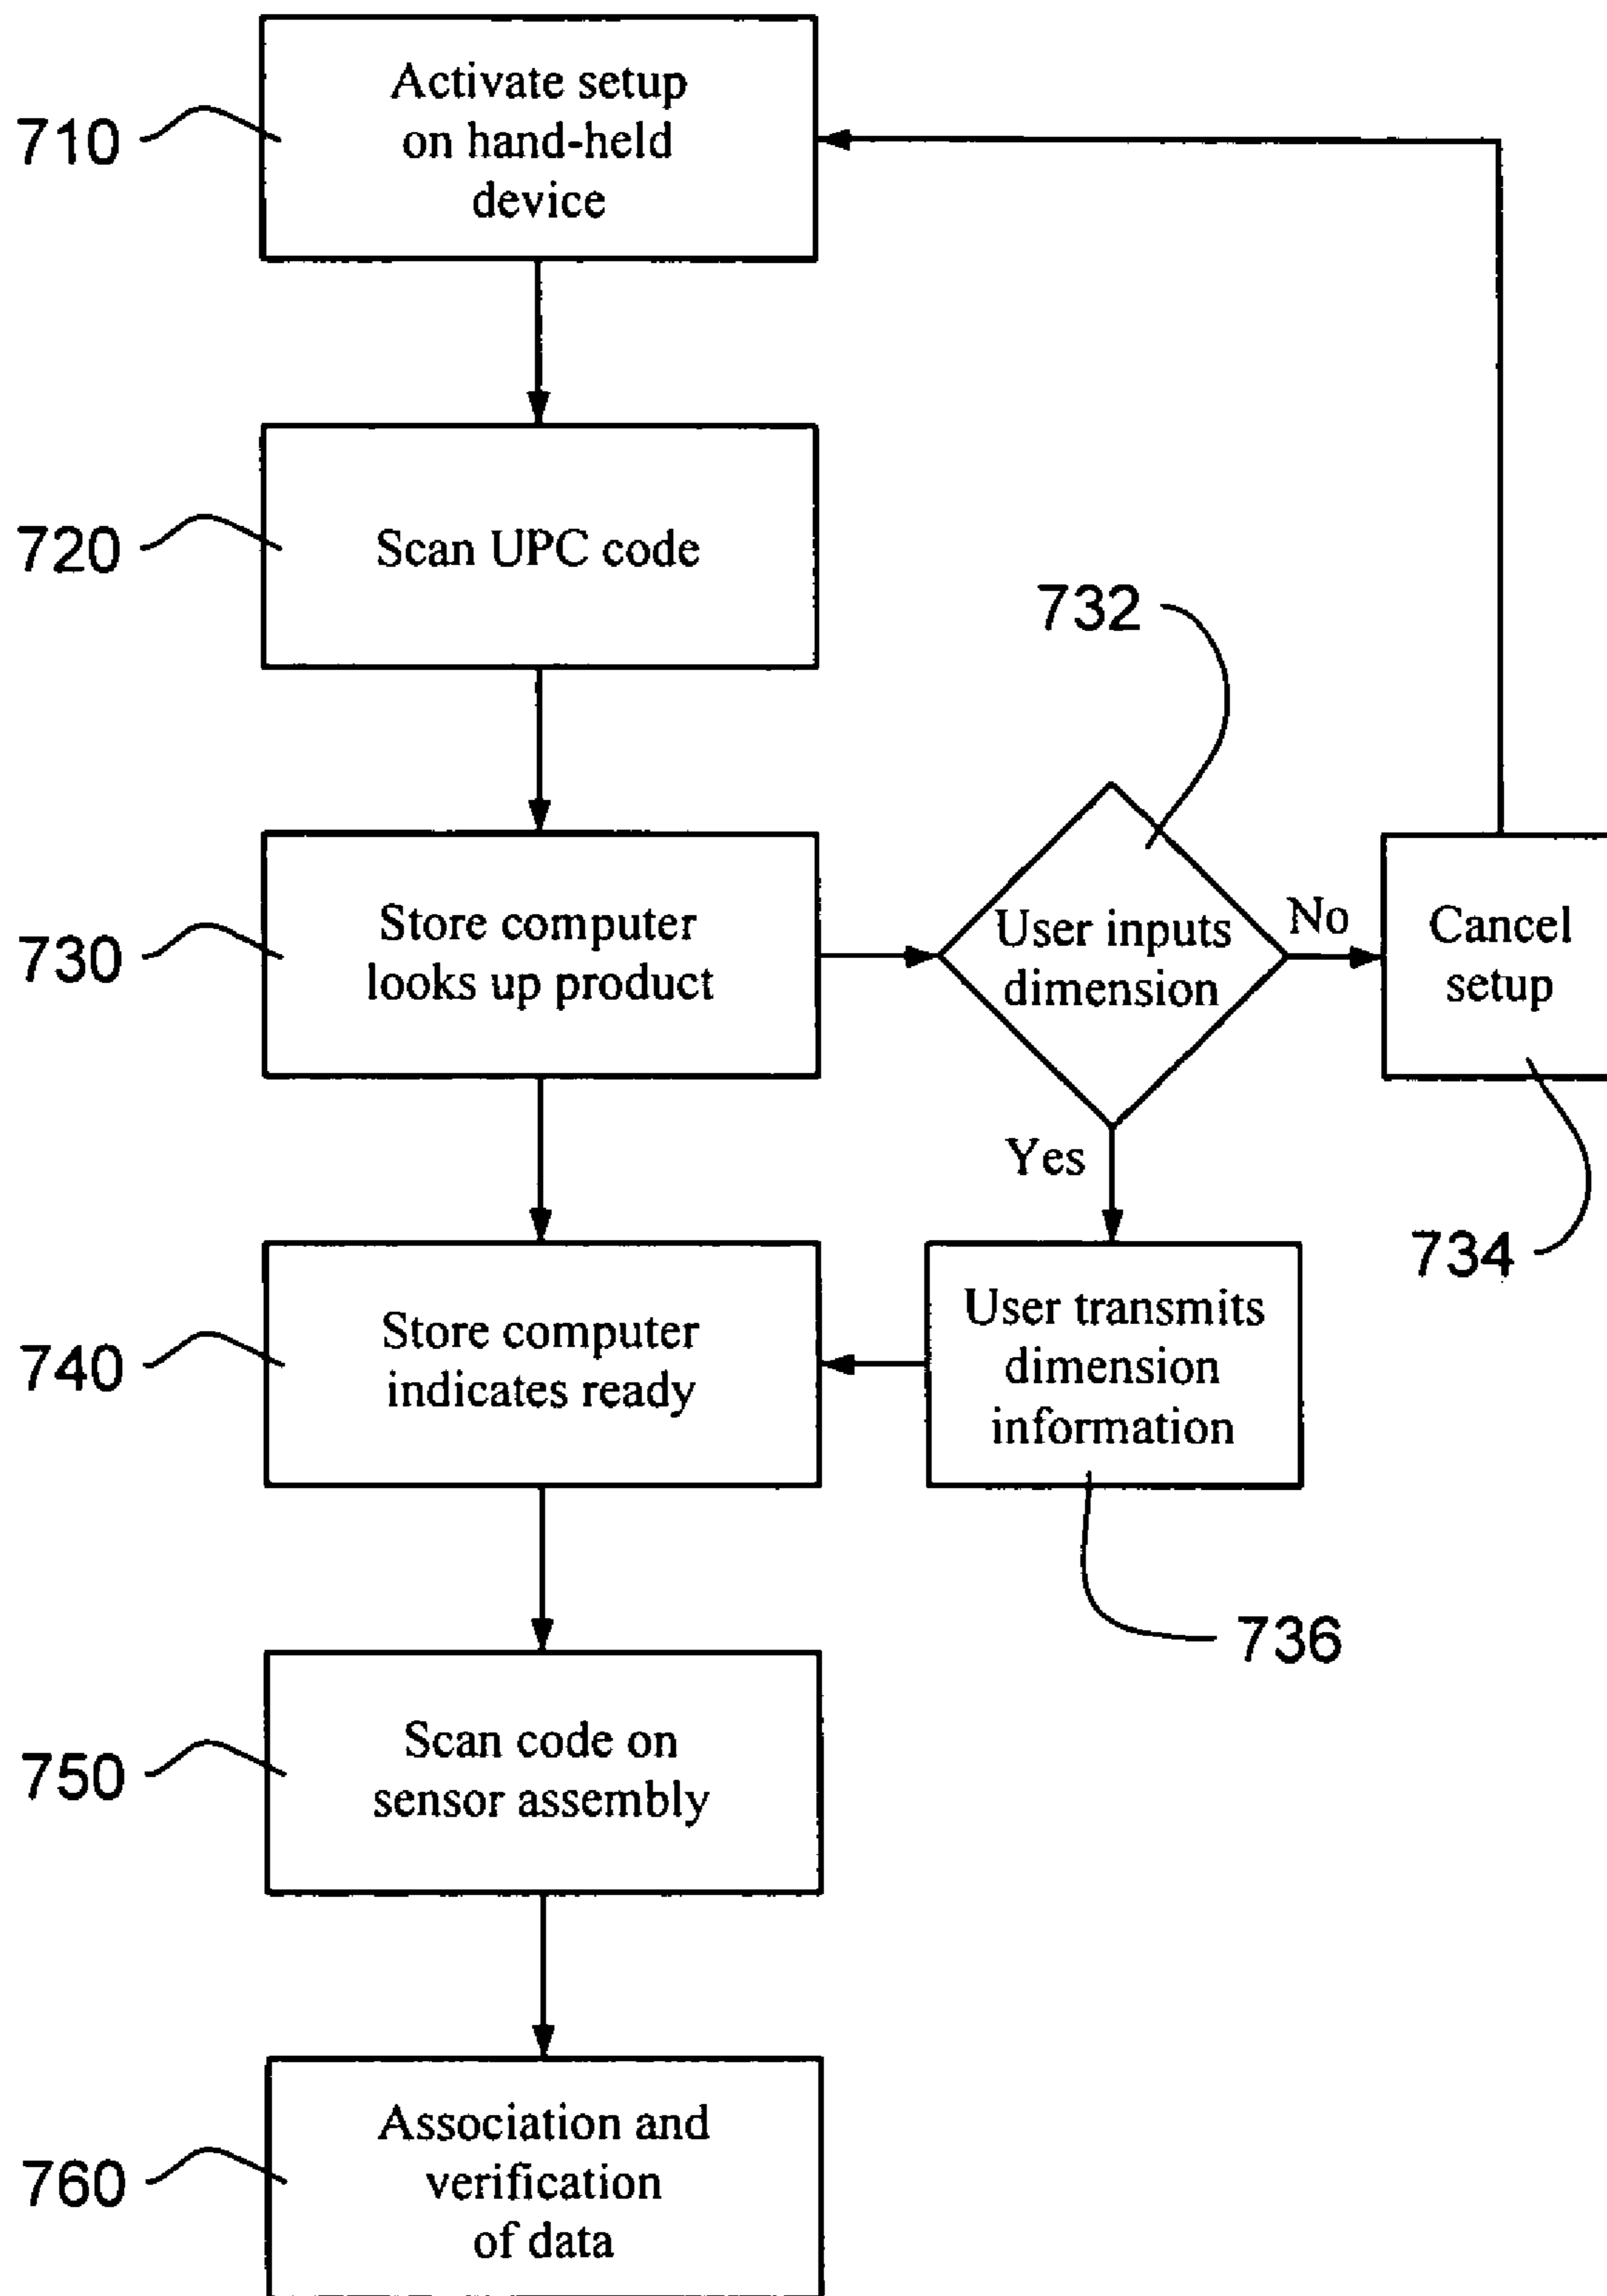 Activate setup
on hand-held
device
710
Scan UPC code
720
732
Store computer
looks up product
730
User inputs
dimension
No
Cancel
setup
Yes
734
Store computer
indicates ready
740
User transmits
dimension
information
736
Scan code on
sensor assembly
750
Association and
verification
of data
760